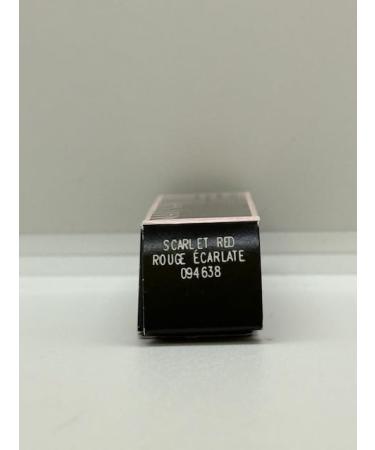 SCARLET RED
ROUGE ÉCARLATE
094638